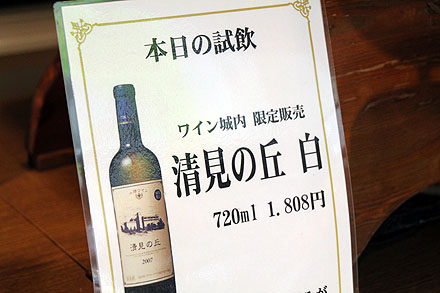 本日の試飲
ワイン城内 限定販売
清見の丘 白
720ml 1.808円
清見の丘
2007
が